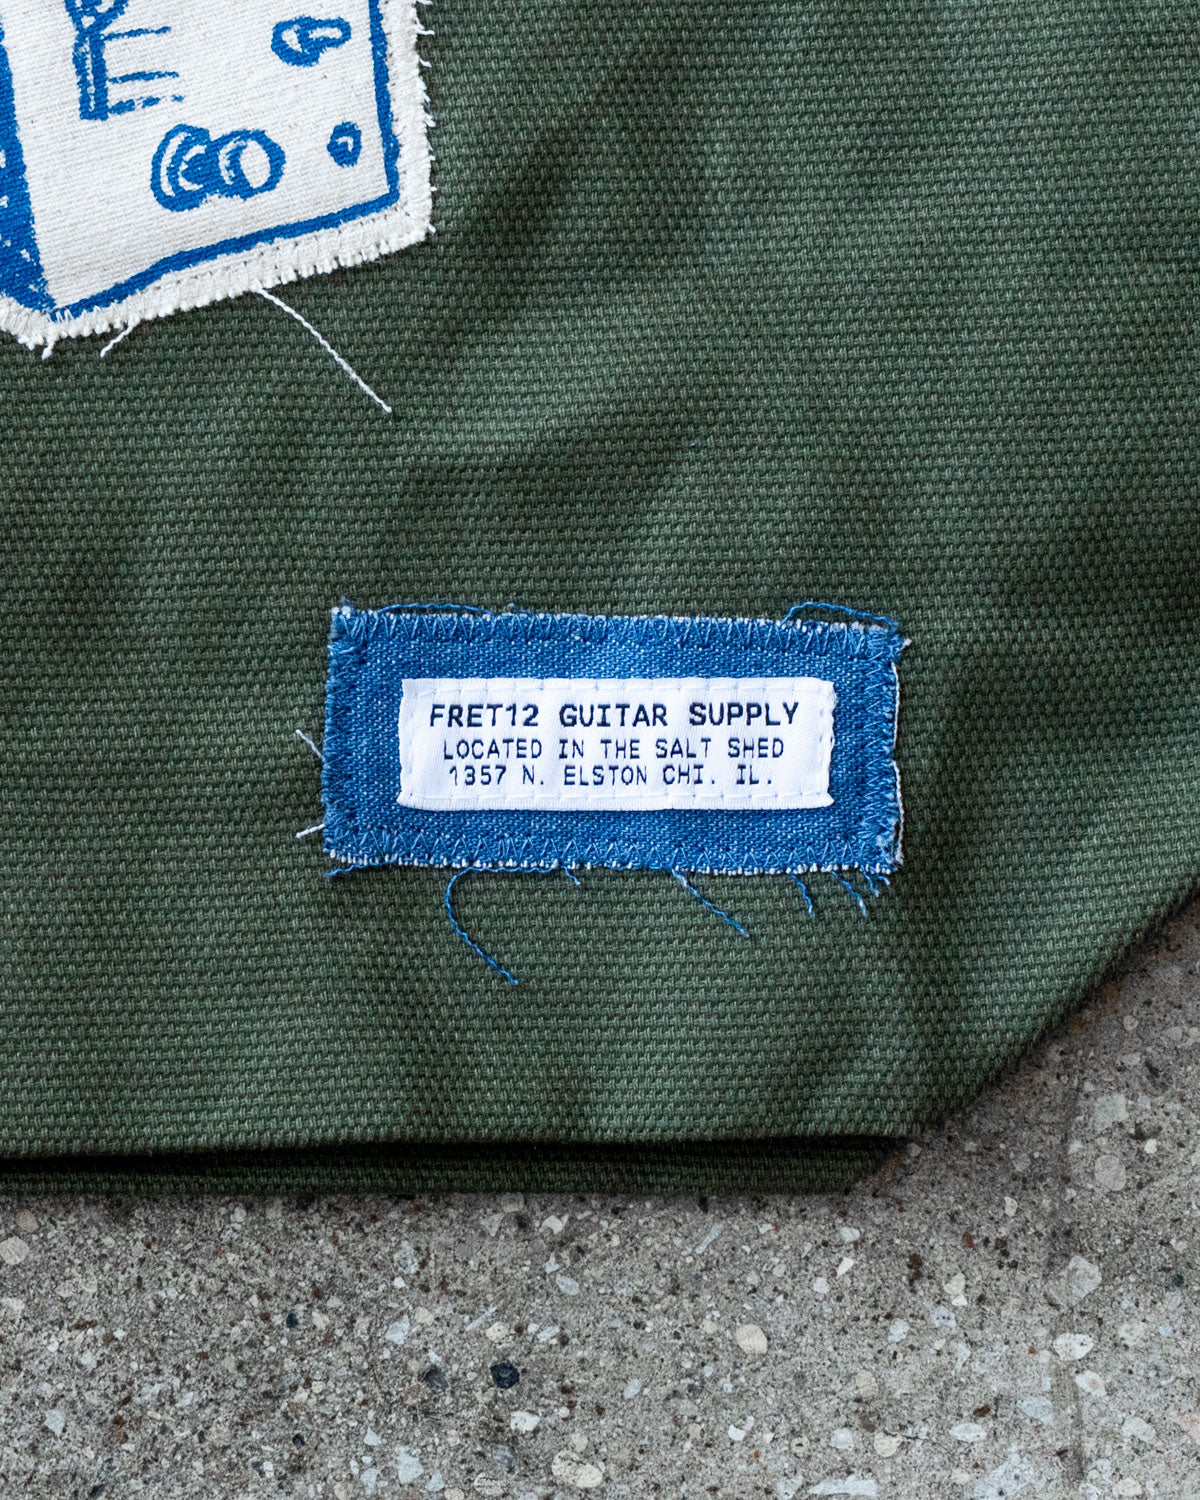 FRET12 GUITAR SUPPLY
LOCATED IN THE SALT SHED
1357 N. ELSTON CHI. IL.